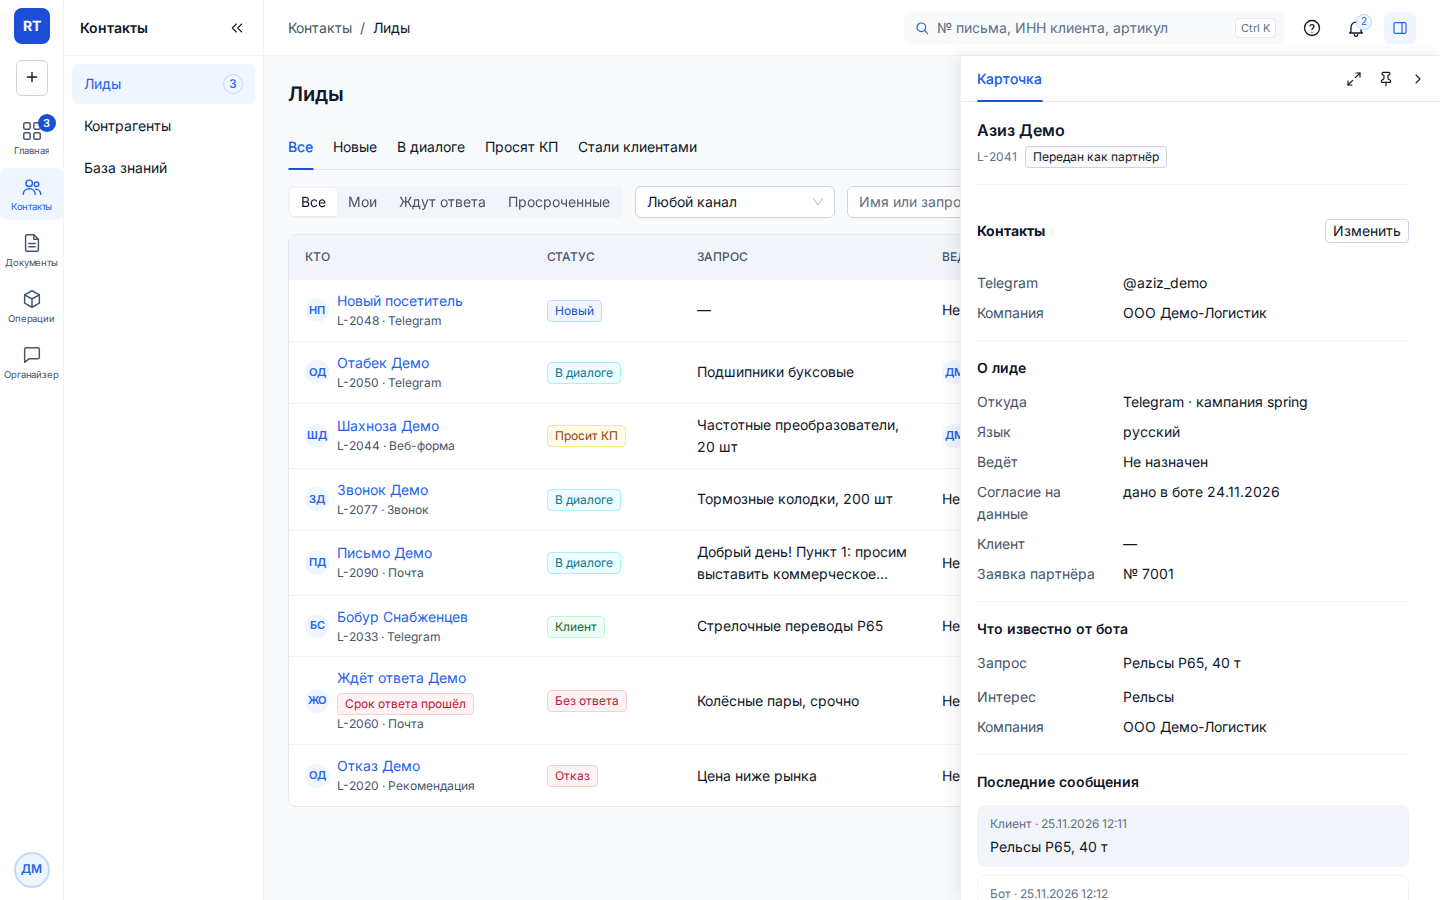 RT
3
Главная
Контакты
Документы
Операции
Органайзер
ДМ
Контакты
Лиды 3
Контрагенты
База знаний
Контакты / Лиды
№ письма, ИНН клиента, артикул Ctrl K
2
Лиды
Все Новые В диалоге Просят КП Стали клиентами
Все Мои Ждут ответа Просроченные Любой канал Имя или запро
КТО СТАТУС ЗАПРОС ВЕД
НП Новый посетитель Новый — Не
L-2048 · Telegram
ОД Отабек Демо В диалоге Подшипники буксовые ДМ
L-2050 · Telegram
ШД Шахноза Демо Просит КП Частотные преобразователи, 20 шт ДМ
L-2044 · Веб-форма
ЗД Звонок Демо В диалоге Тормозные колодки, 200 шт Не
L-2077 · Звонок
ПД Письмо Демо В диалоге Добрый день! Пункт 1: просим выставить коммерческое... Не
L-2090 · Почта
БС Бобур Снабженцев Клиент Стрелочные переводы Р65 Не
L-2033 · Telegram
ЖО Ждёт ответа Демо Без ответа Колёсные пары, срочно Не
Срок ответа прошёл
L-2060 · Почта
ОД Отказ Демо Отказ Цена ниже рынка Не
L-2020 · Рекомендация
Карточка
Азиз Демо
L-2041 Передан как партнёр
Контакты Изменить
Telegram @aziz_demo
Компания ООО Демо-Логистик
О лиде
Откуда Telegram · кампания spring
Язык русский
Ведёт Не назначен
Согласие на данные дано в боте 24.11.2026
Клиент —
Заявка партнёра № 7001
Что известно от бота
Запрос Рельсы Р65, 40 т
Интерес Рельсы
Компания ООО Демо-Логистик
Последние сообщения
Клиент · 25.11.2026 12:11
Рельсы Р65, 40 т
Бот · 25.11.2026 12:12